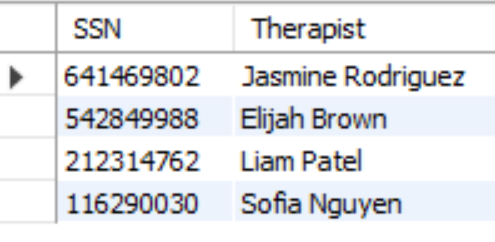 SSN Therapist
641469802 Jasmine Rodriguez
542849988 Elijah Brown
212314762 Liam Patel
116290030 Sofia Nguyen